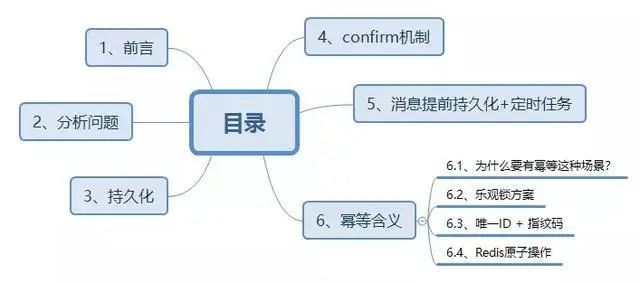 目录
1、前言
2、分析问题
3、持久化
4、confirm机制
5、消息提前持久化+定时任务
6、幂等含义
6.1、为什么要有幂等这种场景?
6.2、乐观锁方案
6.3、唯一ID + 指纹码
6.4、Redis原子操作